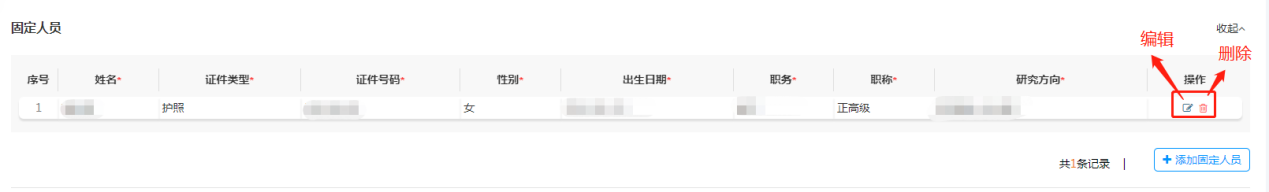 固定人员
收起^
编辑
删除
序号 姓名* 证件类型* 证件号码* 性别* 出生日期* 职务* 职称* 研究方向* 操作
1 护照 女 正高级
共1条记录 | + 添加固定人员